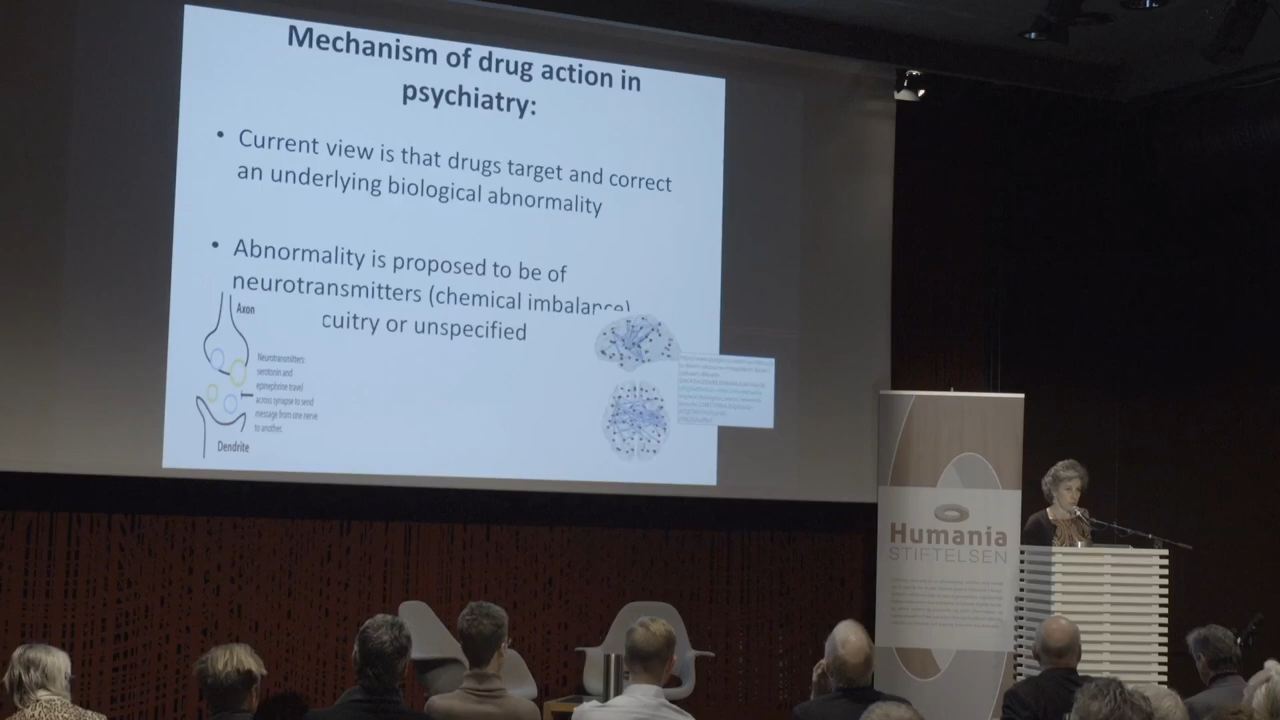 Mechanism of drug action in
psychiatry:
• Current view is that drugs target and correct
an underlying biological abnormality
• Abnormality is proposed to be of
neurotransmitters (chemical imbalance)
cuitry or unspecified
Axon
Neurotransmitters:
serotonin and
epinephrine travel
across synapse to send
message from one nerve
to another.
Dendrite
Humania
STIFTELSEN